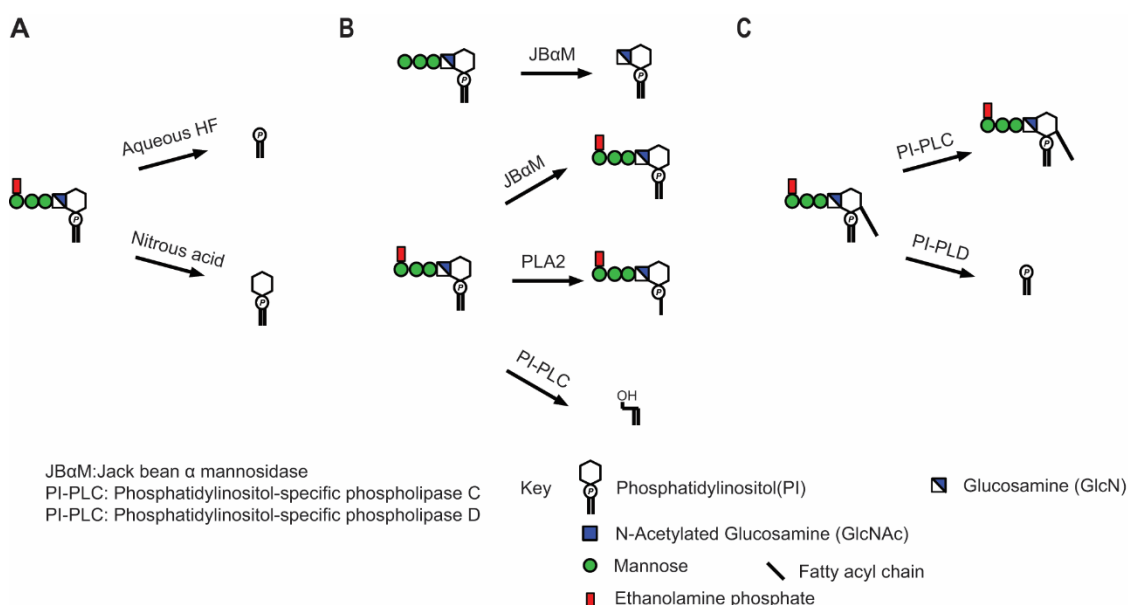 A
B
C
Aqueous HF
P
P
Nitrous acid
P
JBαM
P
P
JBαM
P
P
PLA2
P
PI-PLC
OH
PI-PLC
P
P
PI-PLD
P
JBαM:Jack bean α mannosidase
PI-PLC: Phosphatidylinositol-specific phospholipase C
PI-PLC: Phosphatidylinositol-specific phospholipase D
Key
P
Phosphatidylinositol(PI)
Glucosamine (GlcN)
N-Acetylated Glucosamine (GlcNAc)
Mannose
Fatty acyl chain
Ethanolamine phosphate